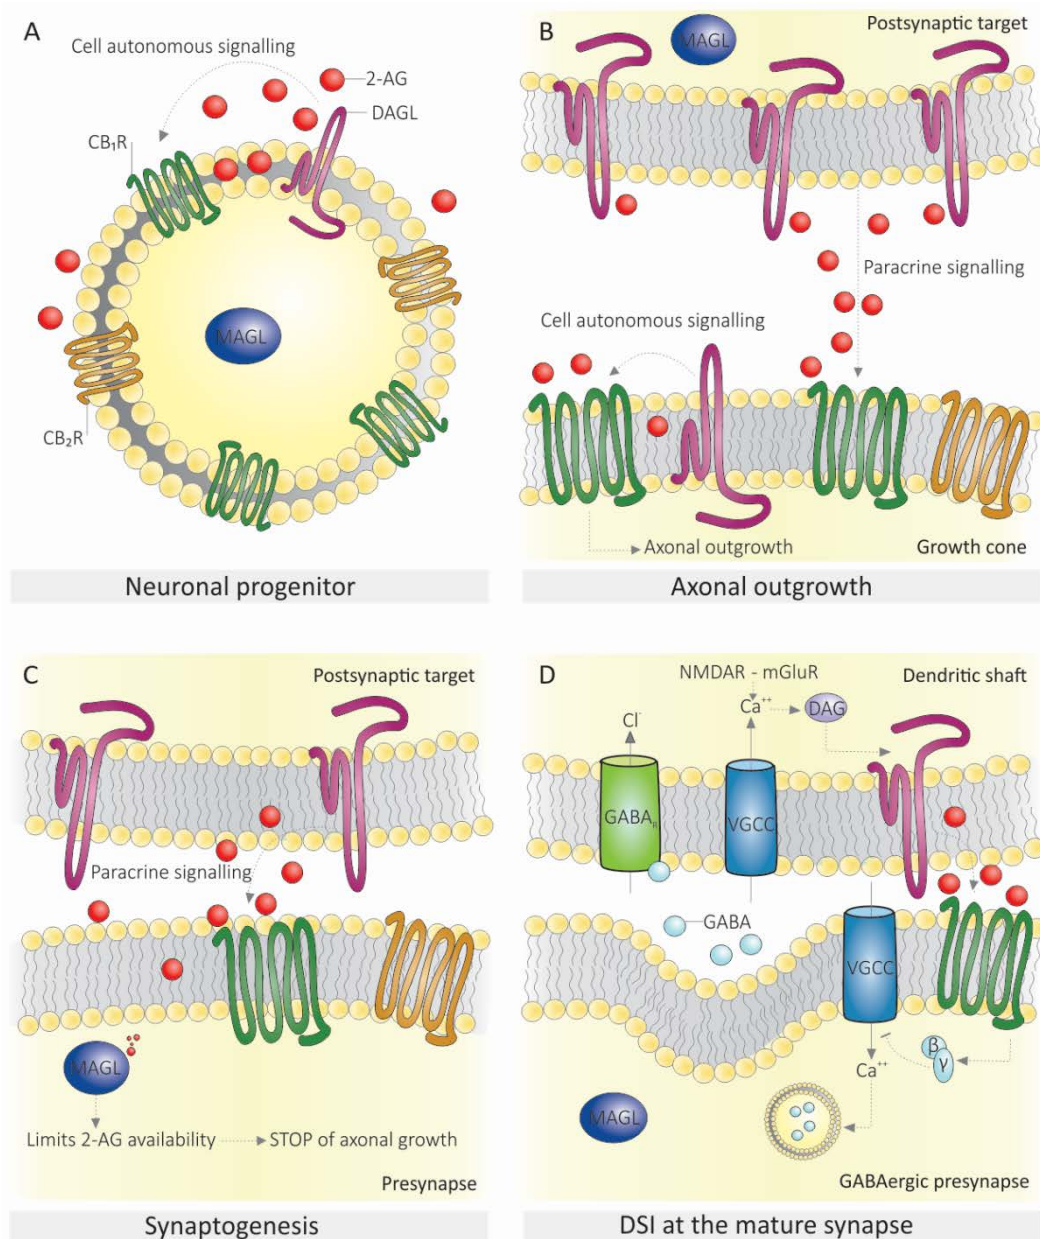 A
Cell autonomous signalling
2-AG
DAGL
CB₁R
MAGL
CB₂R
Neuronal progenitor
B
Postsynaptic target
MAGL
Paracrine signalling
Cell autonomous signalling
Axonal outgrowth
Growth cone
Axonal outgrowth
C
Postsynaptic target
Paracrine signalling
MAGL
Limits 2-AG availability
STOP of axonal growth
Presynapse
Synaptogenesis
D
NMDAR - mGluR
Dendritic shaft
Cl⁻
Ca⁺⁺
DAG
GABA_R
VGCC
GABA
VGCC
β
γ
Ca⁺⁺
MAGL
GABAergic presynapse
DSI at the mature synapse